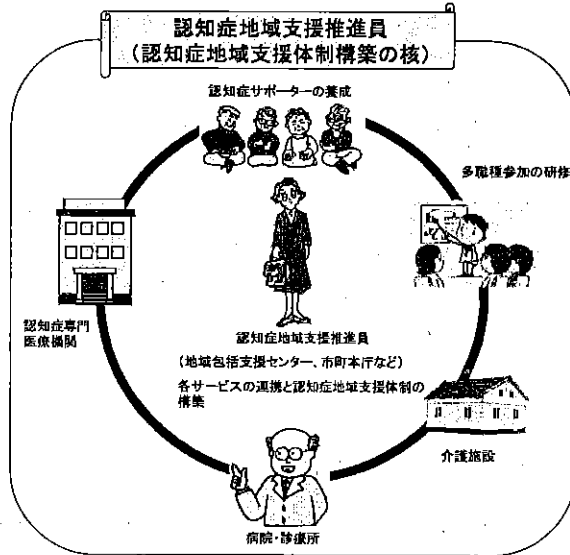 認知症地域支援推進員
(認知症地域支援体制構築の核)
認知症サポーターの養成
多職種参加の研修
認知症専門
医療機関
認知症地域支援推進員
(地域包括支援センター、市町本庁など)
各サービスの連携と認知症地域支援体制の
構築
介護施設
病院・診療所